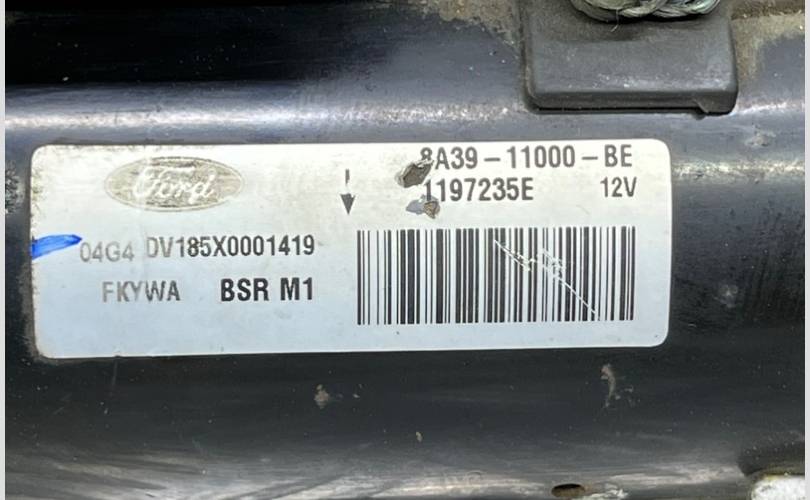 Ford
8A39-11000-BE
1197235E 12V
04G4 DV185X0001419
FKYWA BSR M1